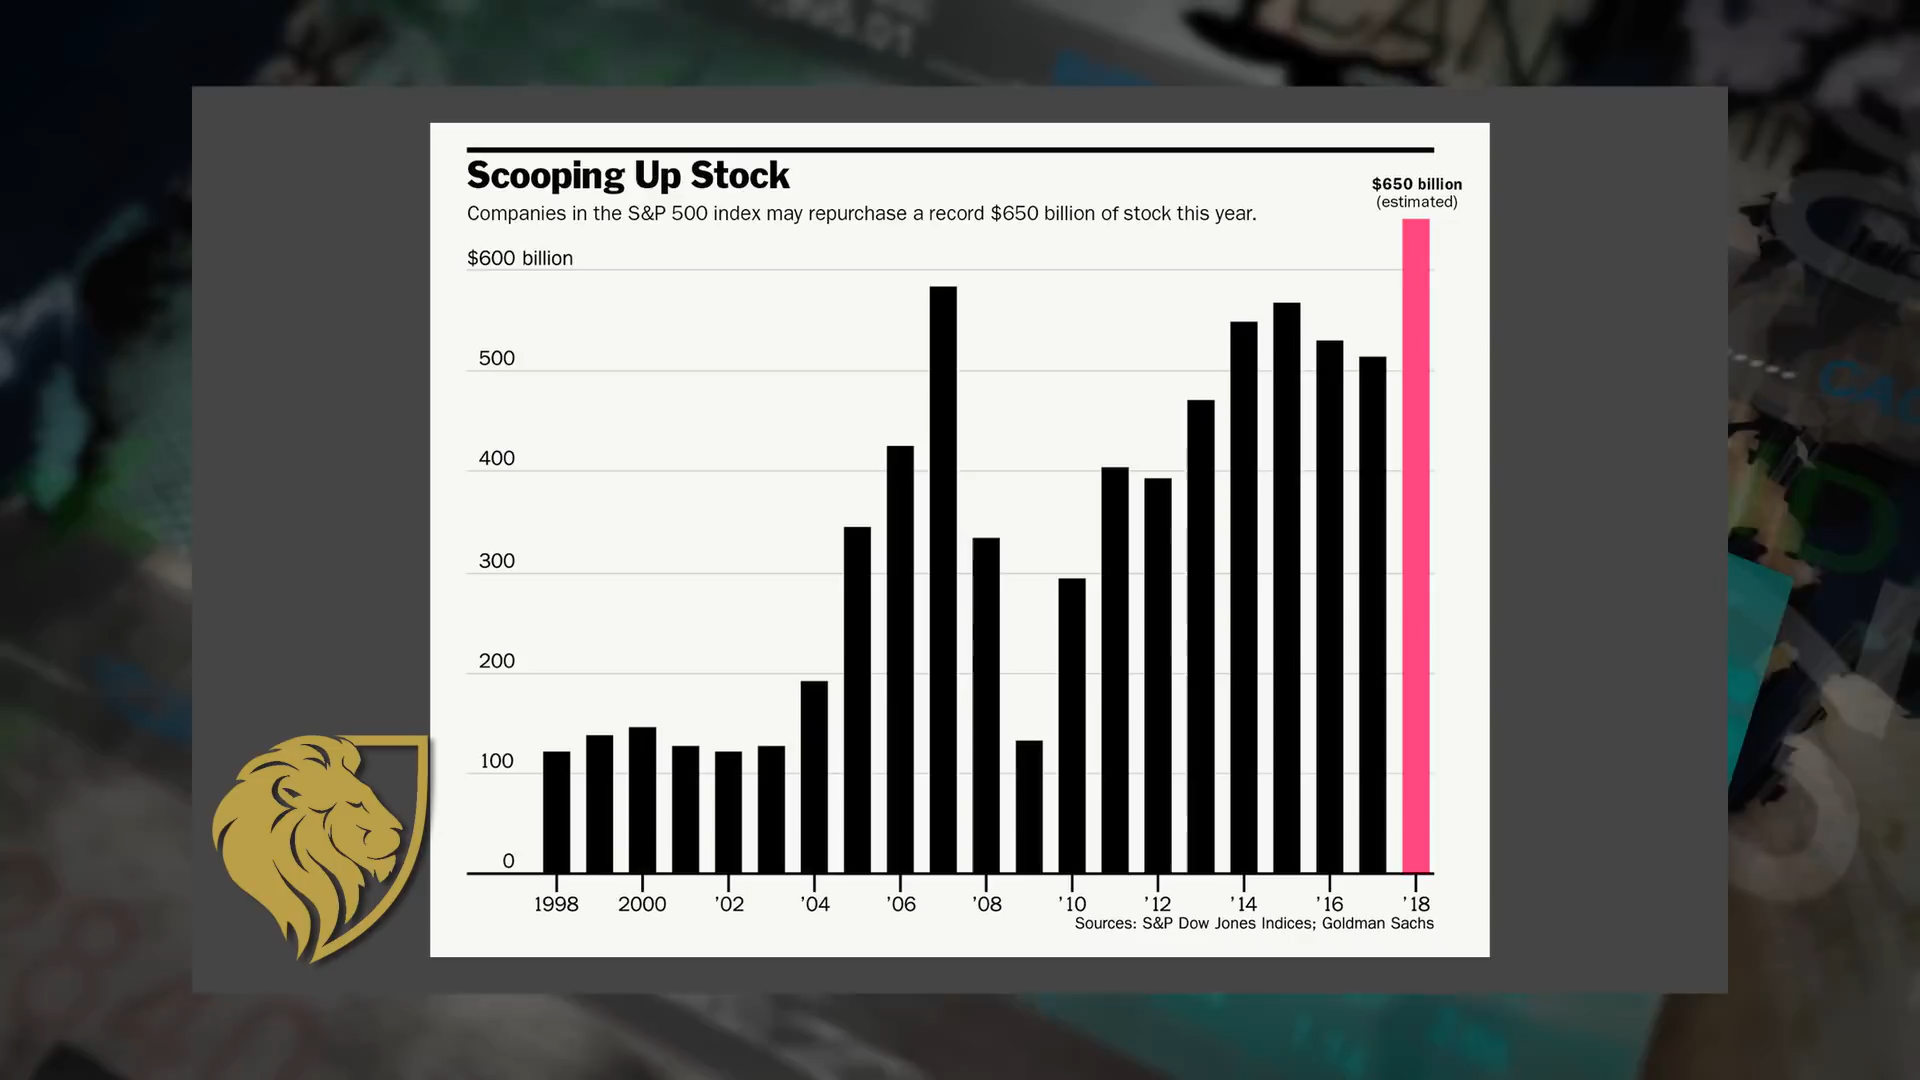 Scooping Up Stock
Companies in the S&P 500 index may repurchase a record $650 billion of stock this year.
$650 billion
(estimated)
$600 billion
500
400
300
200
100
0
1998 2000 ’02 ’04 ’06 ’08 ’10 ’12 ’14 ’16 ’18
Sources: S&P Dow Jones Indices; Goldman Sachs